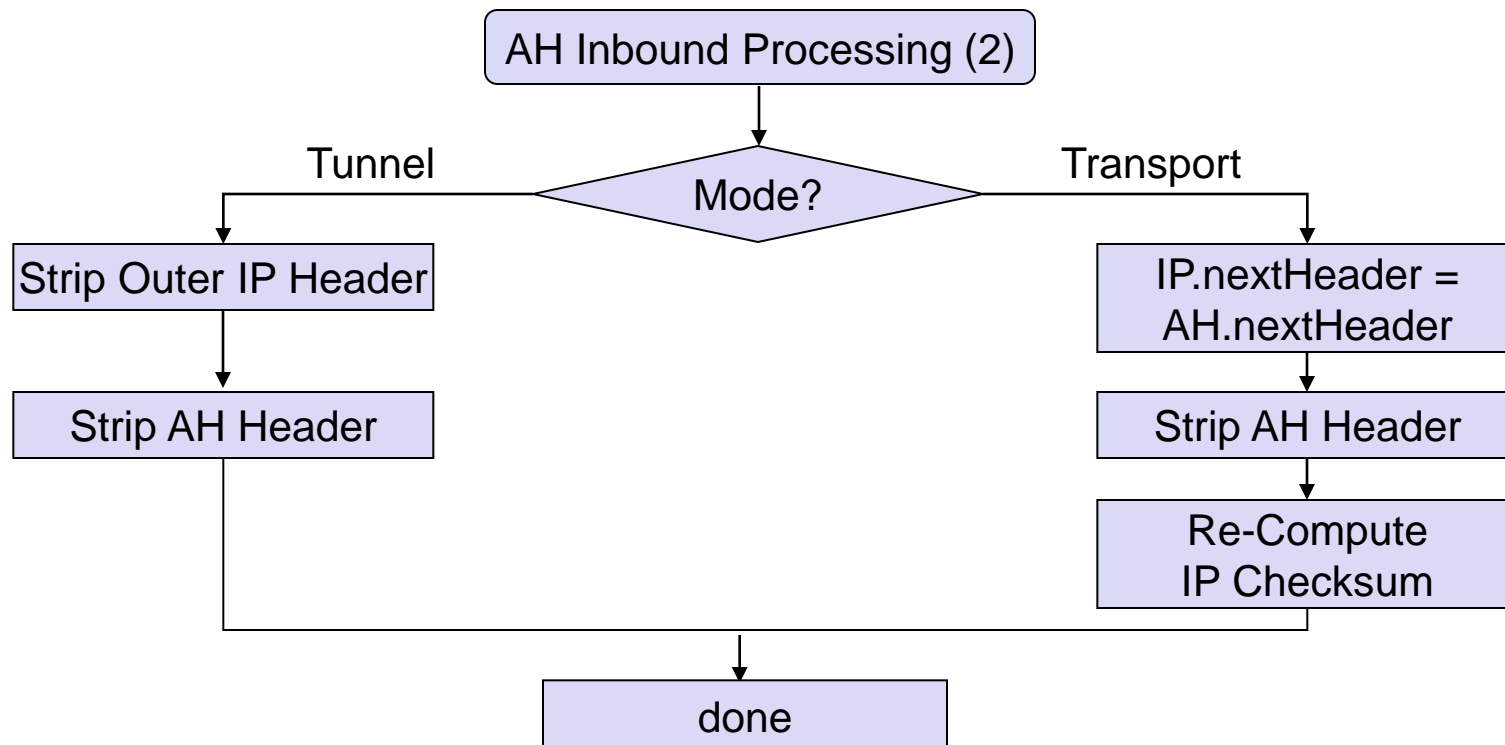 AH Inbound Processing (2)
Tunnel
Mode?
Transport
Strip Outer IP Header
Strip AH Header
IP.nextHeader =
AH.nextHeader
Strip AH Header
Re-Compute
IP Checksum
done